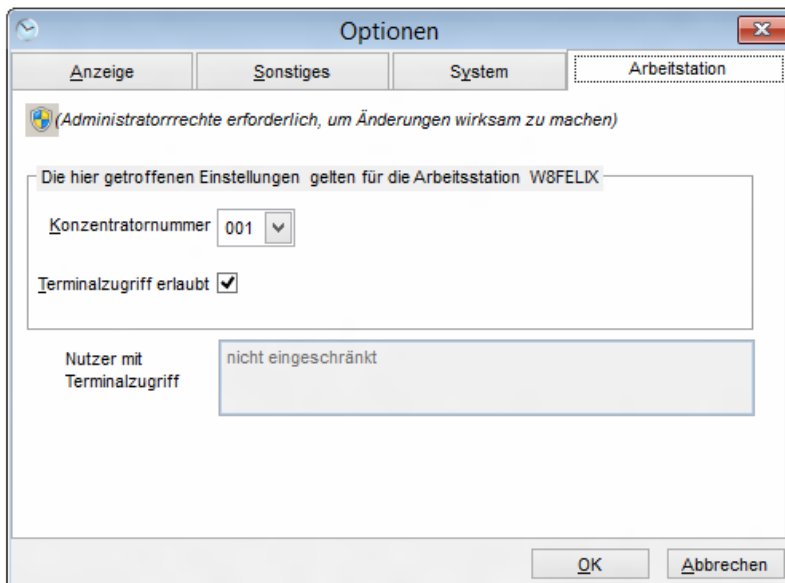 Optionen
Anzeige
Sonstiges
System
Arbeitstation
(Administratorrrechte erforderlich, um Änderungen wirksam zu machen)
Die hier getroffenen Einstellungen gelten für die Arbeitsstation W8FELIX
Konzentratornummer 001
Terminalzugriff erlaubt
Nutzer mit
Terminalzugriff
nicht eingeschränkt
OK
Abbrechen